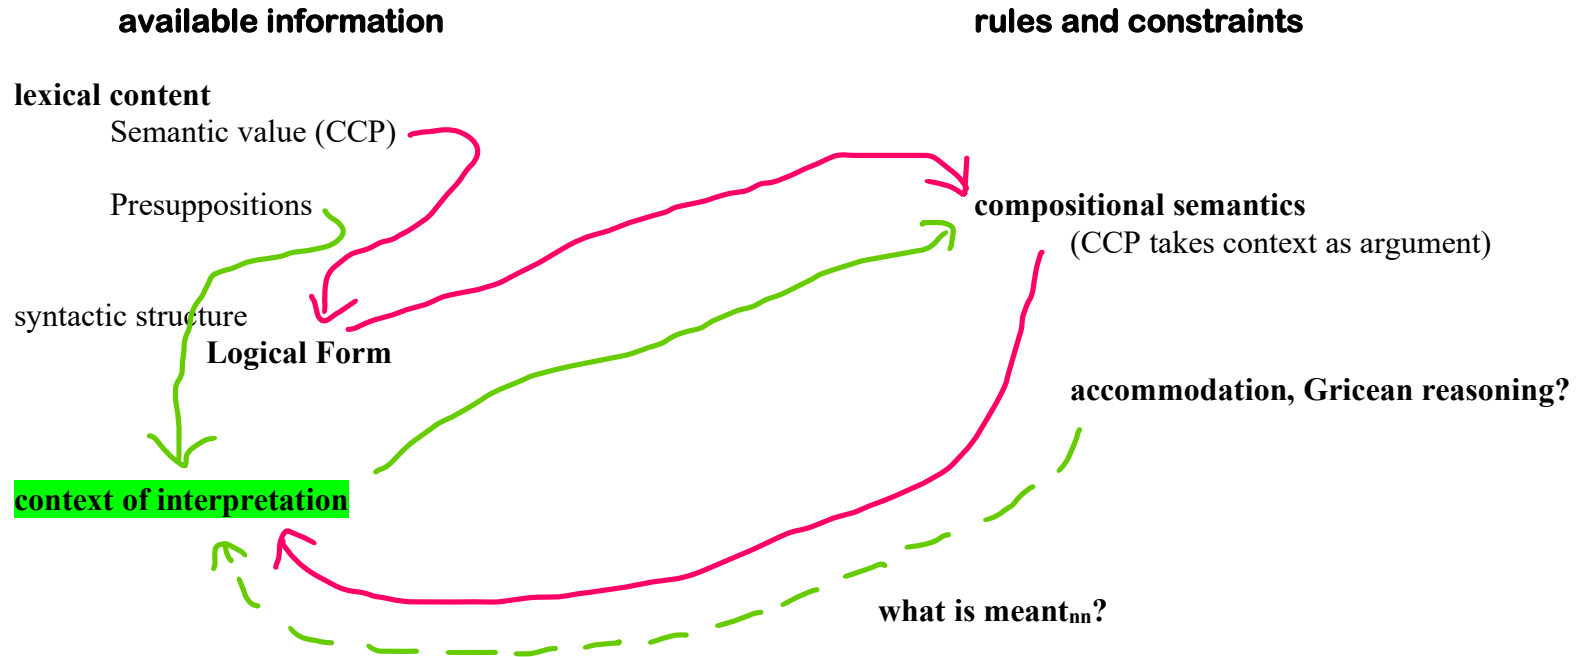 available information
rules and constraints
lexical content
Semantic value (CCP)
Presuppositions
compositional semantics
(CCP takes context as argument)
syntactic structure
Logical Form
accommodation, Gricean reasoning?
context of interpretation
what is meantnn?